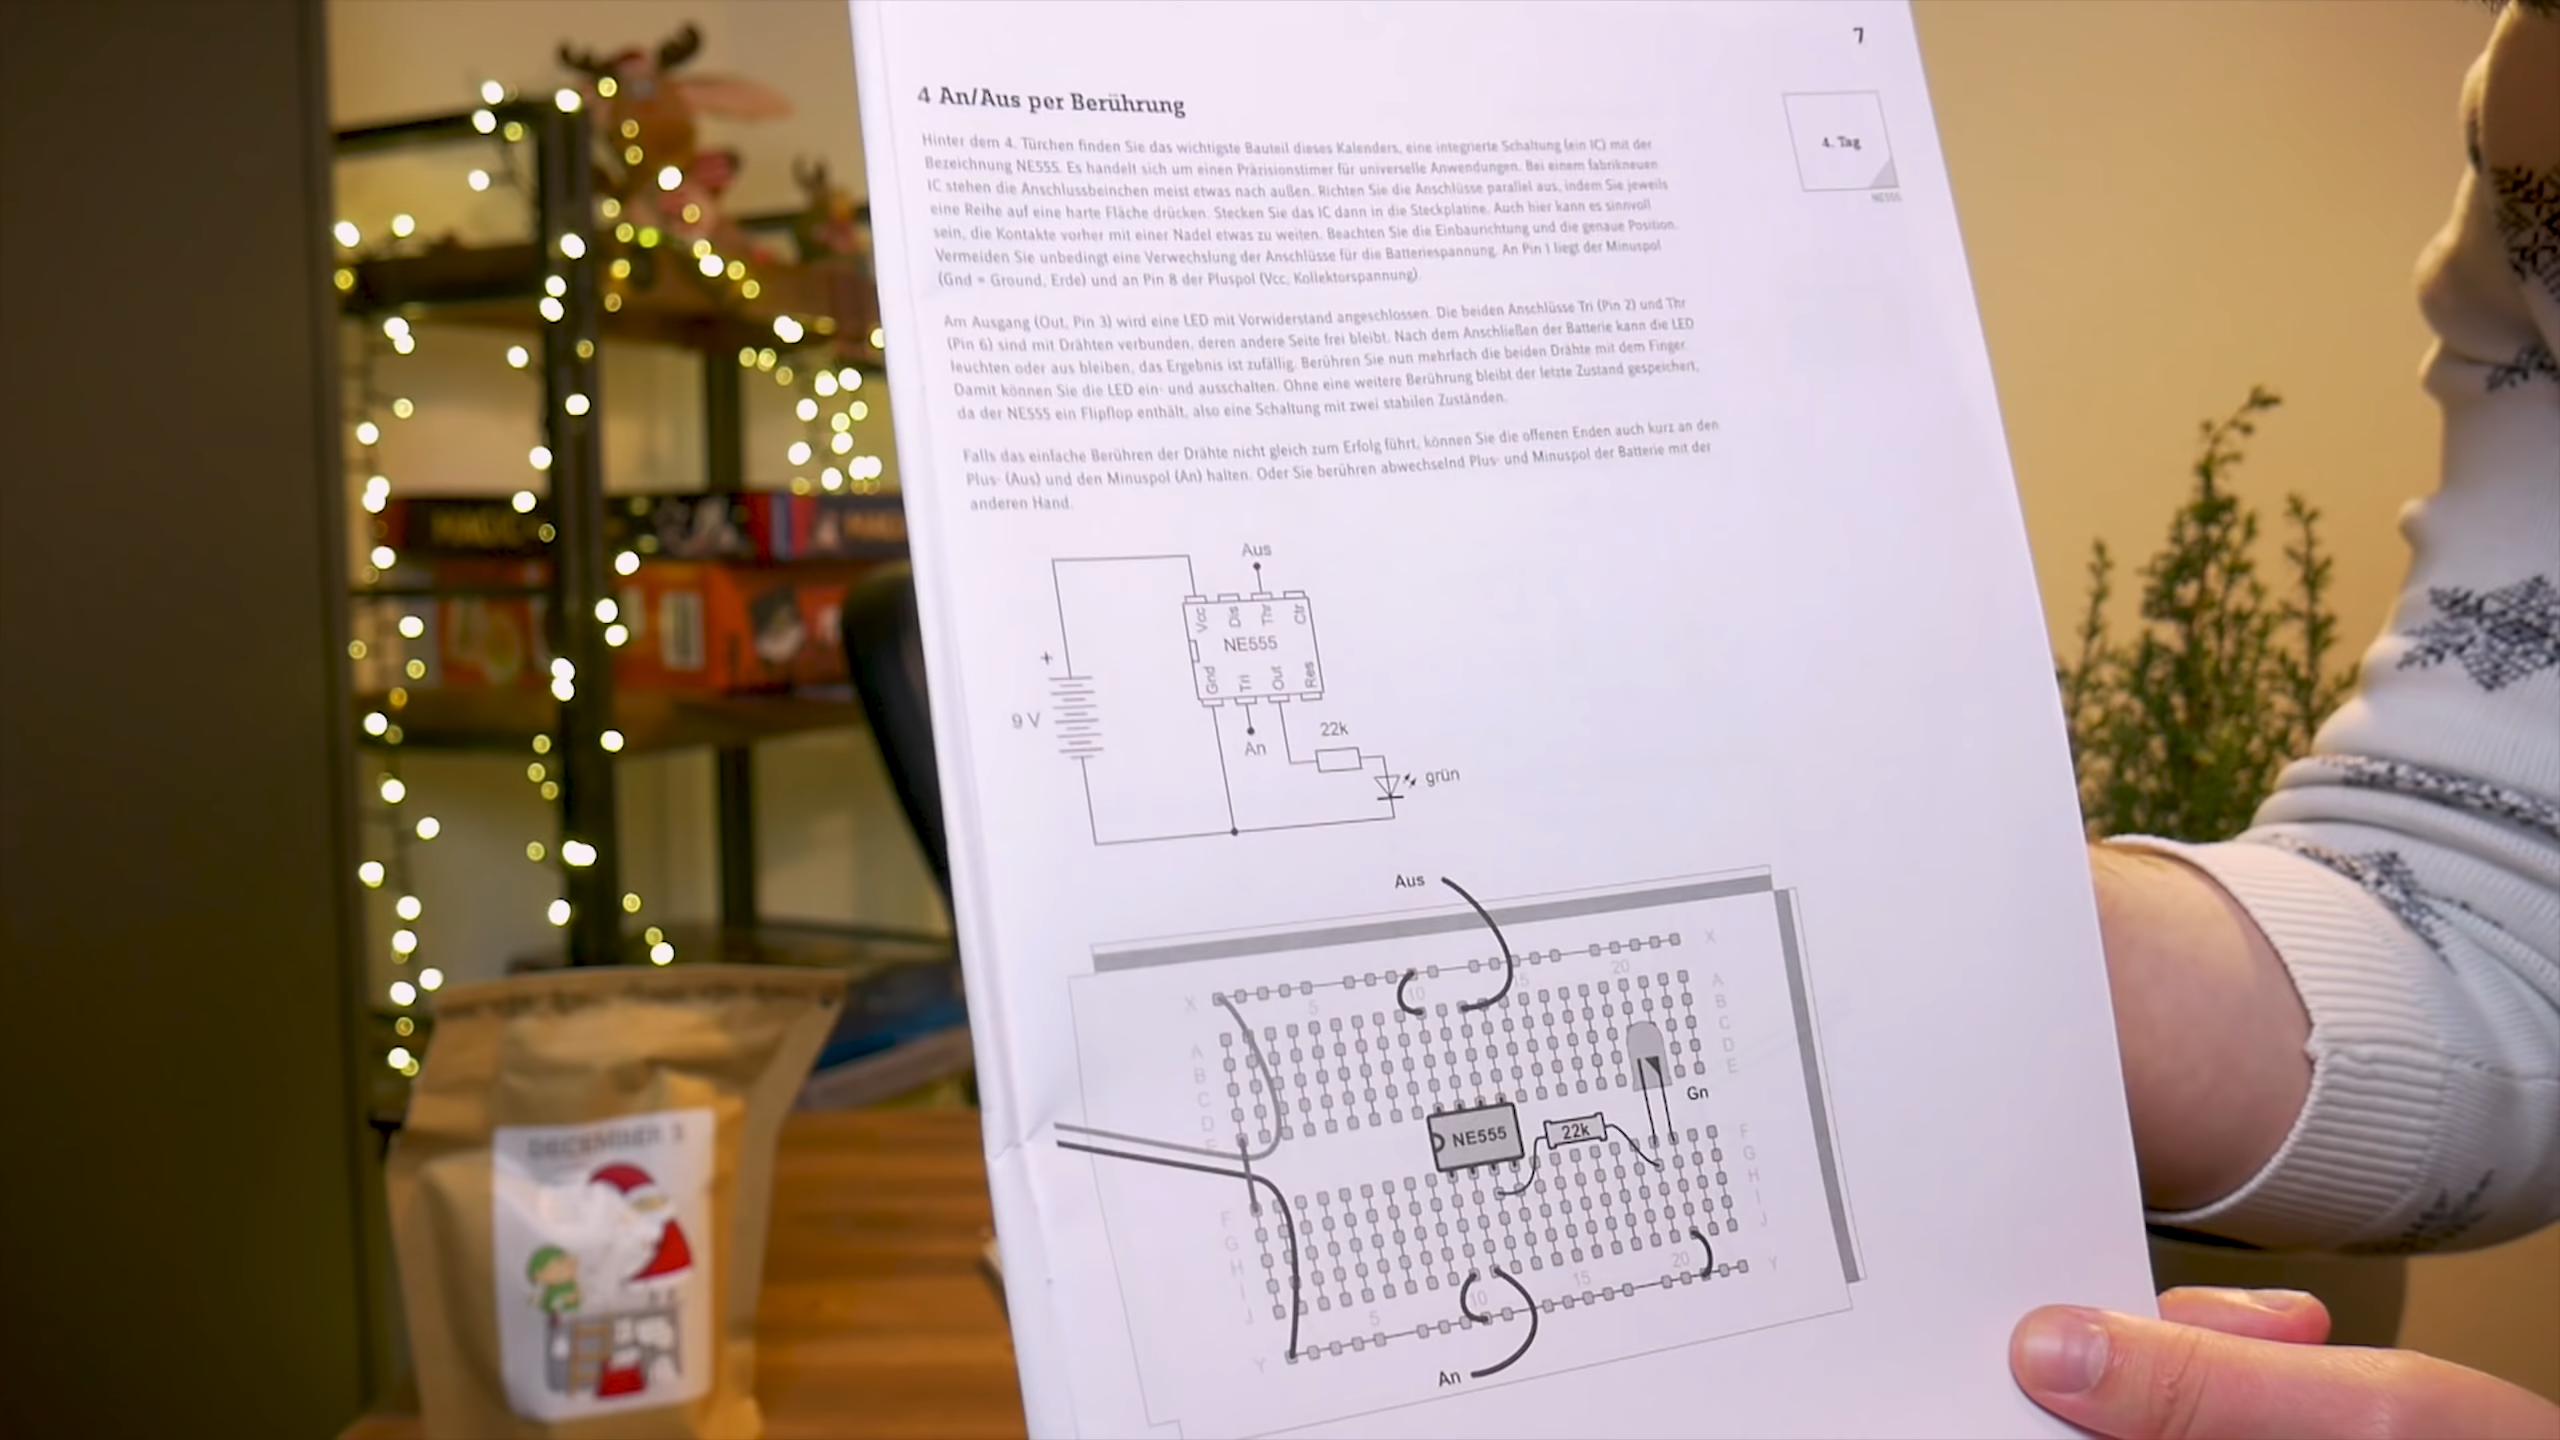 7
4 An/Aus per Berührung
4. Tag
NE555
Hinter dem 4. Türchen finden Sie das wichtigste Bauteil dieses Kalenders, eine integrierte Schaltung (ein IC) mit der
Bezeichnung NE555. Es handelt sich um einen Präzisionstimer für universelle Anwendungen. Bei einem fabrikneuen
IC stehen die Anschlussbeinchen meist etwas nach außen. Richten Sie die Anschlüsse parallel aus, indem Sie jeweils
eine Reihe auf eine harte Fläche drücken. Stecken Sie das IC dann in die Steckplatine. Auch hier kann es sinnvoll
sein, die Kontakte vorher mit einer Nadel etwas zu weiten. Beachten Sie die Einbaurichtung und die genaue Position.
Vermeiden Sie unbedingt eine Verwechslung der Anschlüsse für die Batteriespannung. An Pin 1 liegt der Minuspol
(Gnd = Ground, Erde) und an Pin 8 der Pluspol (Vcc, Kollektorspannung).
Am Ausgang (Out, Pin 3) wird eine LED mit Vorwiderstand angeschlossen. Die beiden Anschlüsse Tri (Pin 2) und Thr
(Pin 6) sind mit Drähten verbunden, deren andere Seite frei bleibt. Nach dem Anschließen der Batterie kann die LED
leuchten oder aus bleiben, das Ergebnis ist zufällig. Berühren Sie nun mehrfach die beiden Drähte mit dem Finger.
Damit können Sie die LED ein- und ausschalten. Ohne eine weitere Berührung bleibt der letzte Zustand gespeichert,
da der NE555 ein Flipflop enthält, also eine Schaltung mit zwei stabilen Zuständen.
Falls das einfache Berühren der Drähte nicht gleich zum Erfolg führt, können Sie die offenen Enden auch kurz an den
Plus- (Aus) und den Minuspol (An) halten. Oder Sie berühren abwechselnd Plus- und Minuspol der Batterie mit der
anderen Hand.
Aus
Vcc Dis Thr Ctr
NE555
Gnd Tri Out Res
+
9 V
An
22k
grün
Aus
X
X
5 10 15 20
A
B
C
D
E
A
B
C
D
E
Gn
NE555
22k
F
G
H
I
J
F
G
H
I
J
5 10 15 20
Y
Y
An
DECEMBER 3